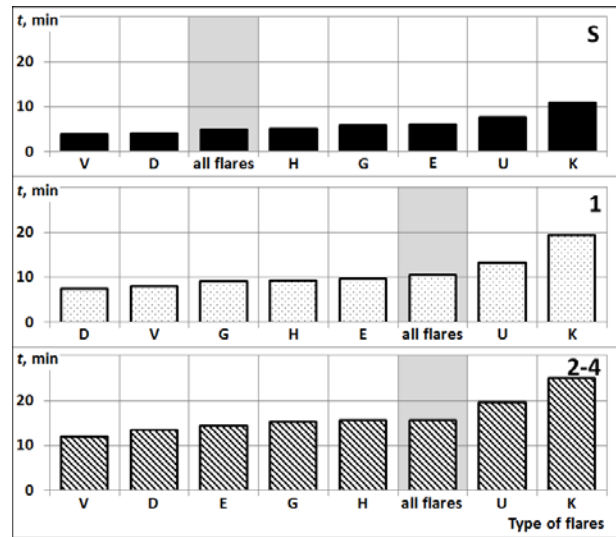 t, min
S
20
10
0
V D all flares H G E U K
t, min
1
20
10
0
D V G H E all flares U K
t, min
2-4
20
10
0
V D E G H all flares U K
Type of flares